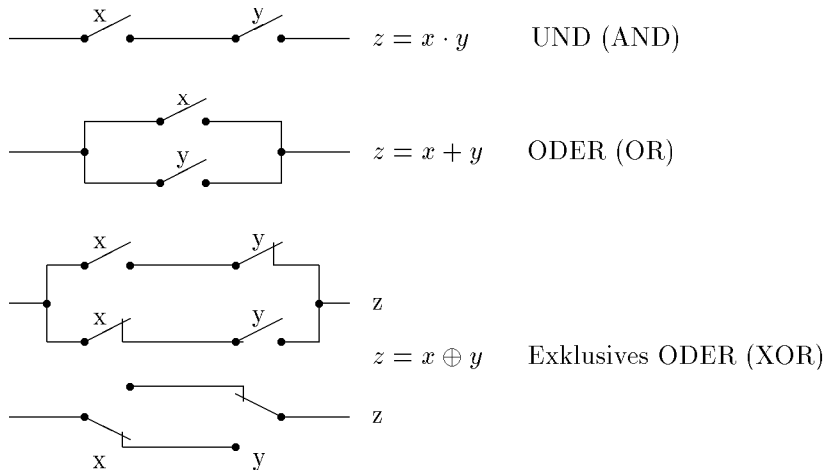 x y
z = x · y UND (AND)
x
y
z = x + y ODER (OR)
x y
z
x y
z = x ⊕ y Exklusives ODER (XOR)
z
x y